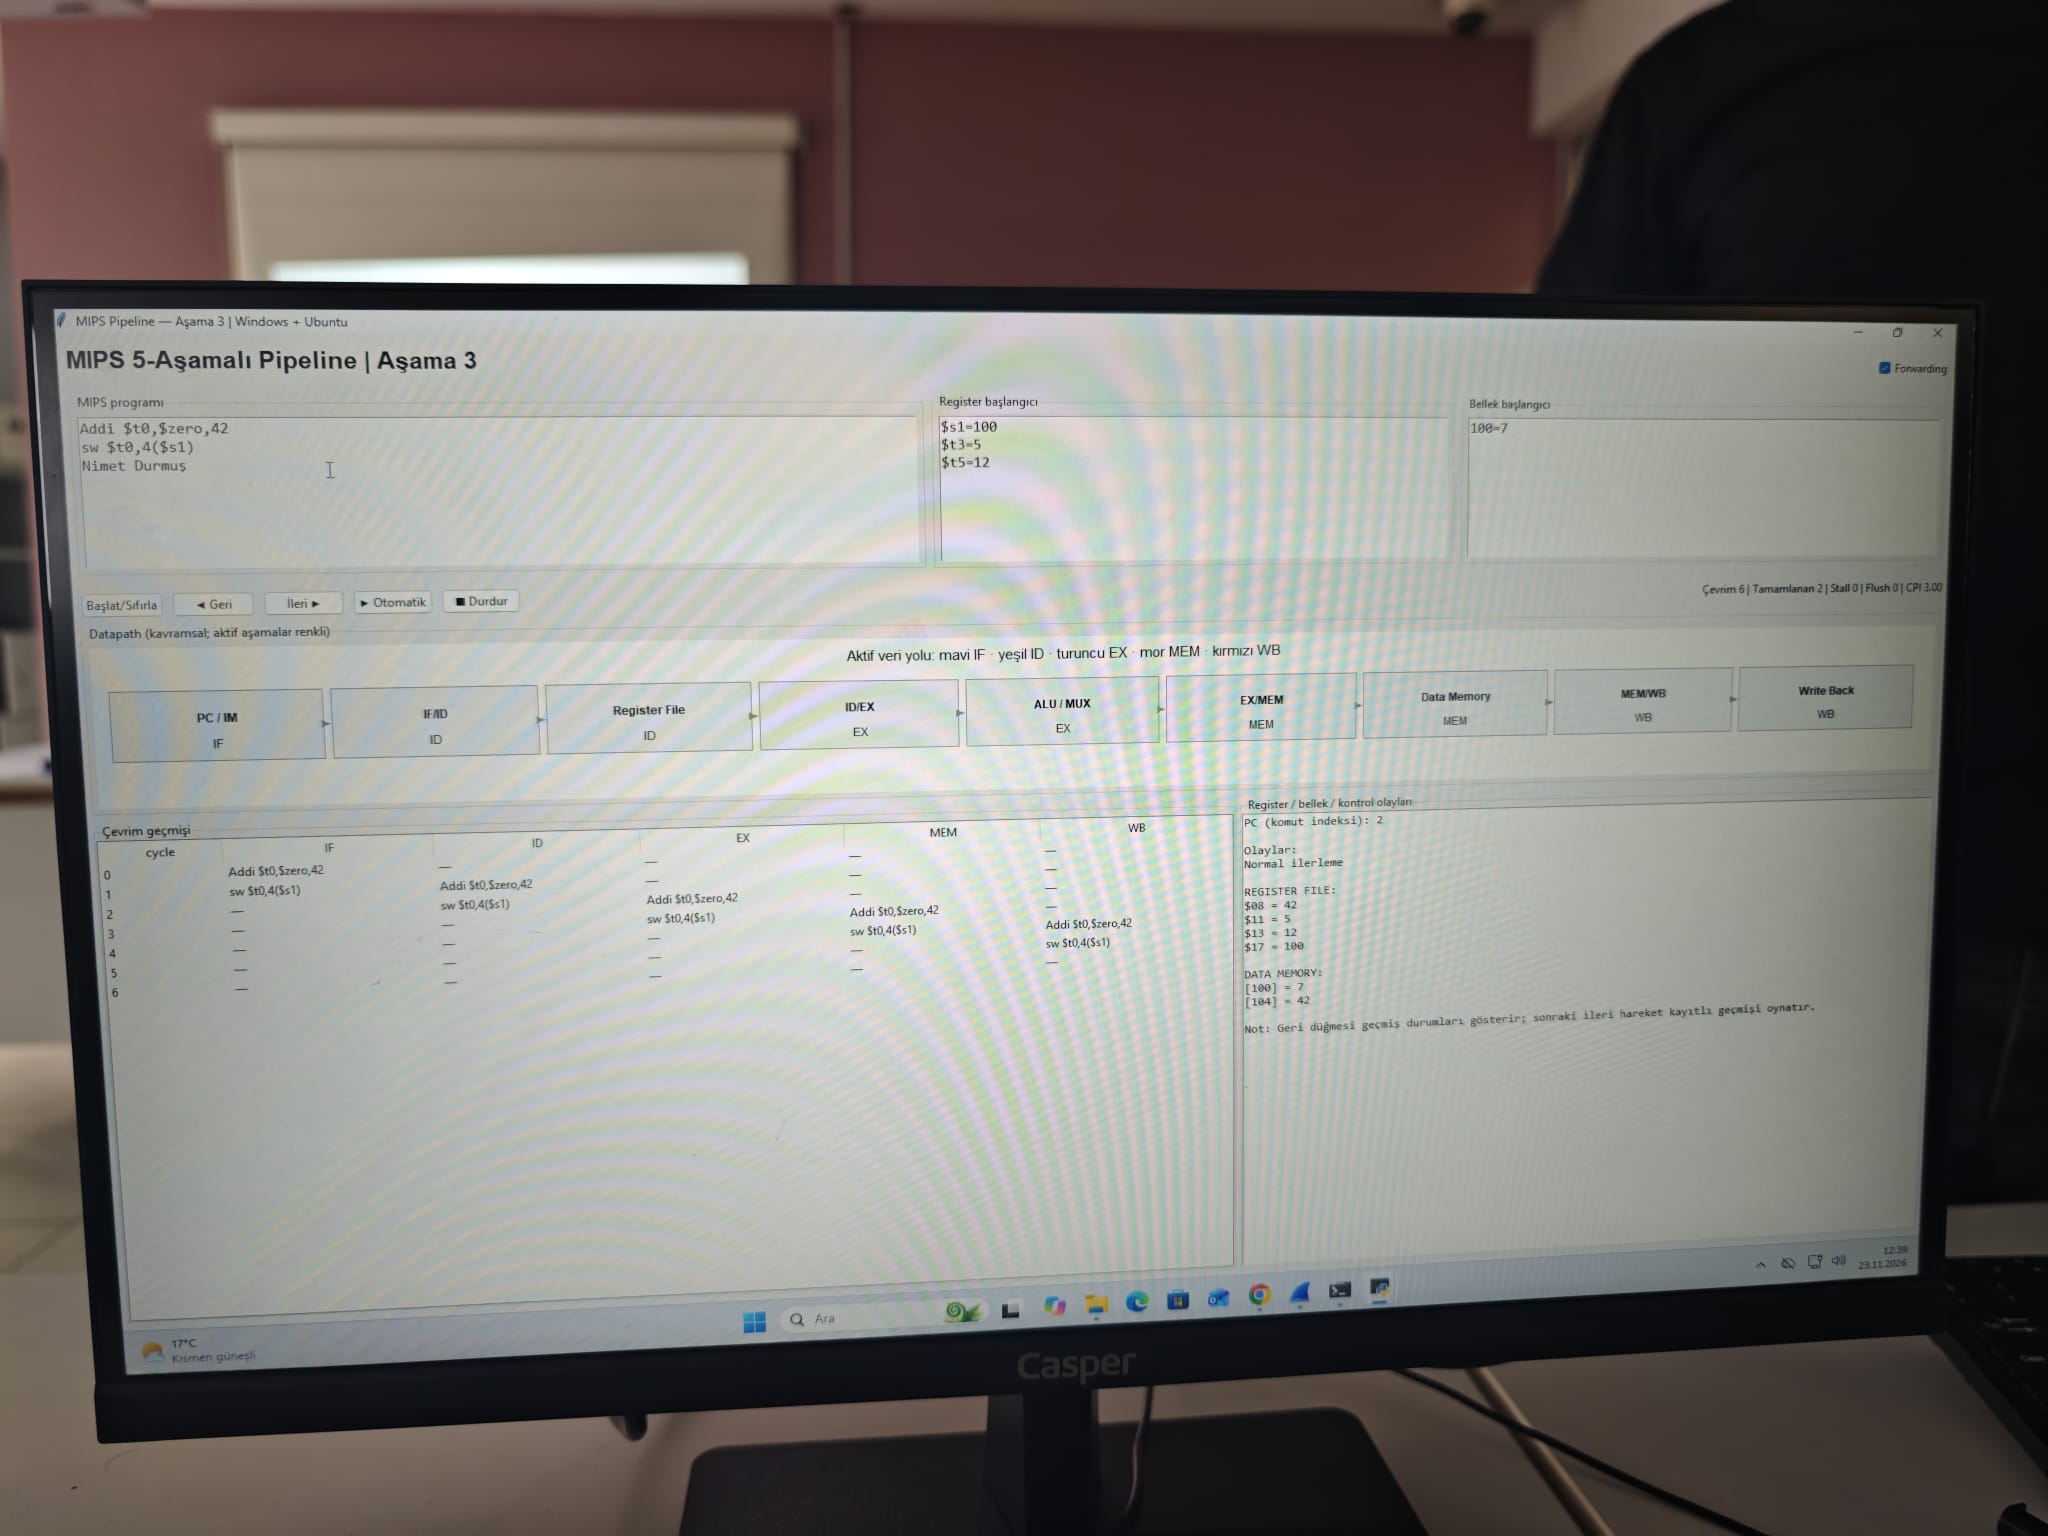 MIPS Pipeline — Aşama 3 | Windows + Ubuntu
MIPS 5-Aşamalı Pipeline | Aşama 3
Forwarding
MIPS programı
Addi $t0,$zero,42
sw $t0,4($s1)
Nimet Durmuş
Register başlangıcı
$s1=100
$t3=5
$t5=12
Bellek başlangıcı
100=7
Başlat/Sıfırla ◄ Geri İleri ► ► Otomatik ■ Durdur
Çevrim 6 | Tamamlanan 2 | Stall 0 | Flush 0 | CPI 3.00
Datapath (kavramsal; aktif aşamalar renkli)
Aktif veri yolu: mavi IF · yeşil ID · turuncu EX · mor MEM · kırmızı WB
PC / IM
IF
IF/ID
ID
Register File
ID
ID/EX
EX
ALU / MUX
EX
EX/MEM
MEM
Data Memory
MEM
MEM/WB
WB
Write Back
WB
Çevrim geçmişi
cycle IF ID EX MEM WB
0 Addi $t0,$zero,42 — — — —
1 sw $t0,4($s1) Addi $t0,$zero,42 — — —
2 — sw $t0,4($s1) Addi $t0,$zero,42 — —
3 — — sw $t0,4($s1) Addi $t0,$zero,42 —
4 — — — sw $t0,4($s1) Addi $t0,$zero,42
5 — — — — sw $t0,4($s1)
6 — — — — —
Register / bellek / kontrol olayları
PC (komut indeksi): 2
Olaylar:
Normal ilerleme
REGISTER FILE:
$08 = 42
$11 = 5
$13 = 12
$17 = 100
DATA MEMORY:
[100] = 7
[104] = 42
Not: Geri düğmesi geçmiş durumları gösterir; sonraki ileri hareket kayıtlı geçmişi oynatır.
17°C
Kısmen güneşli
Ara
12:39
23.11.2026
Casper